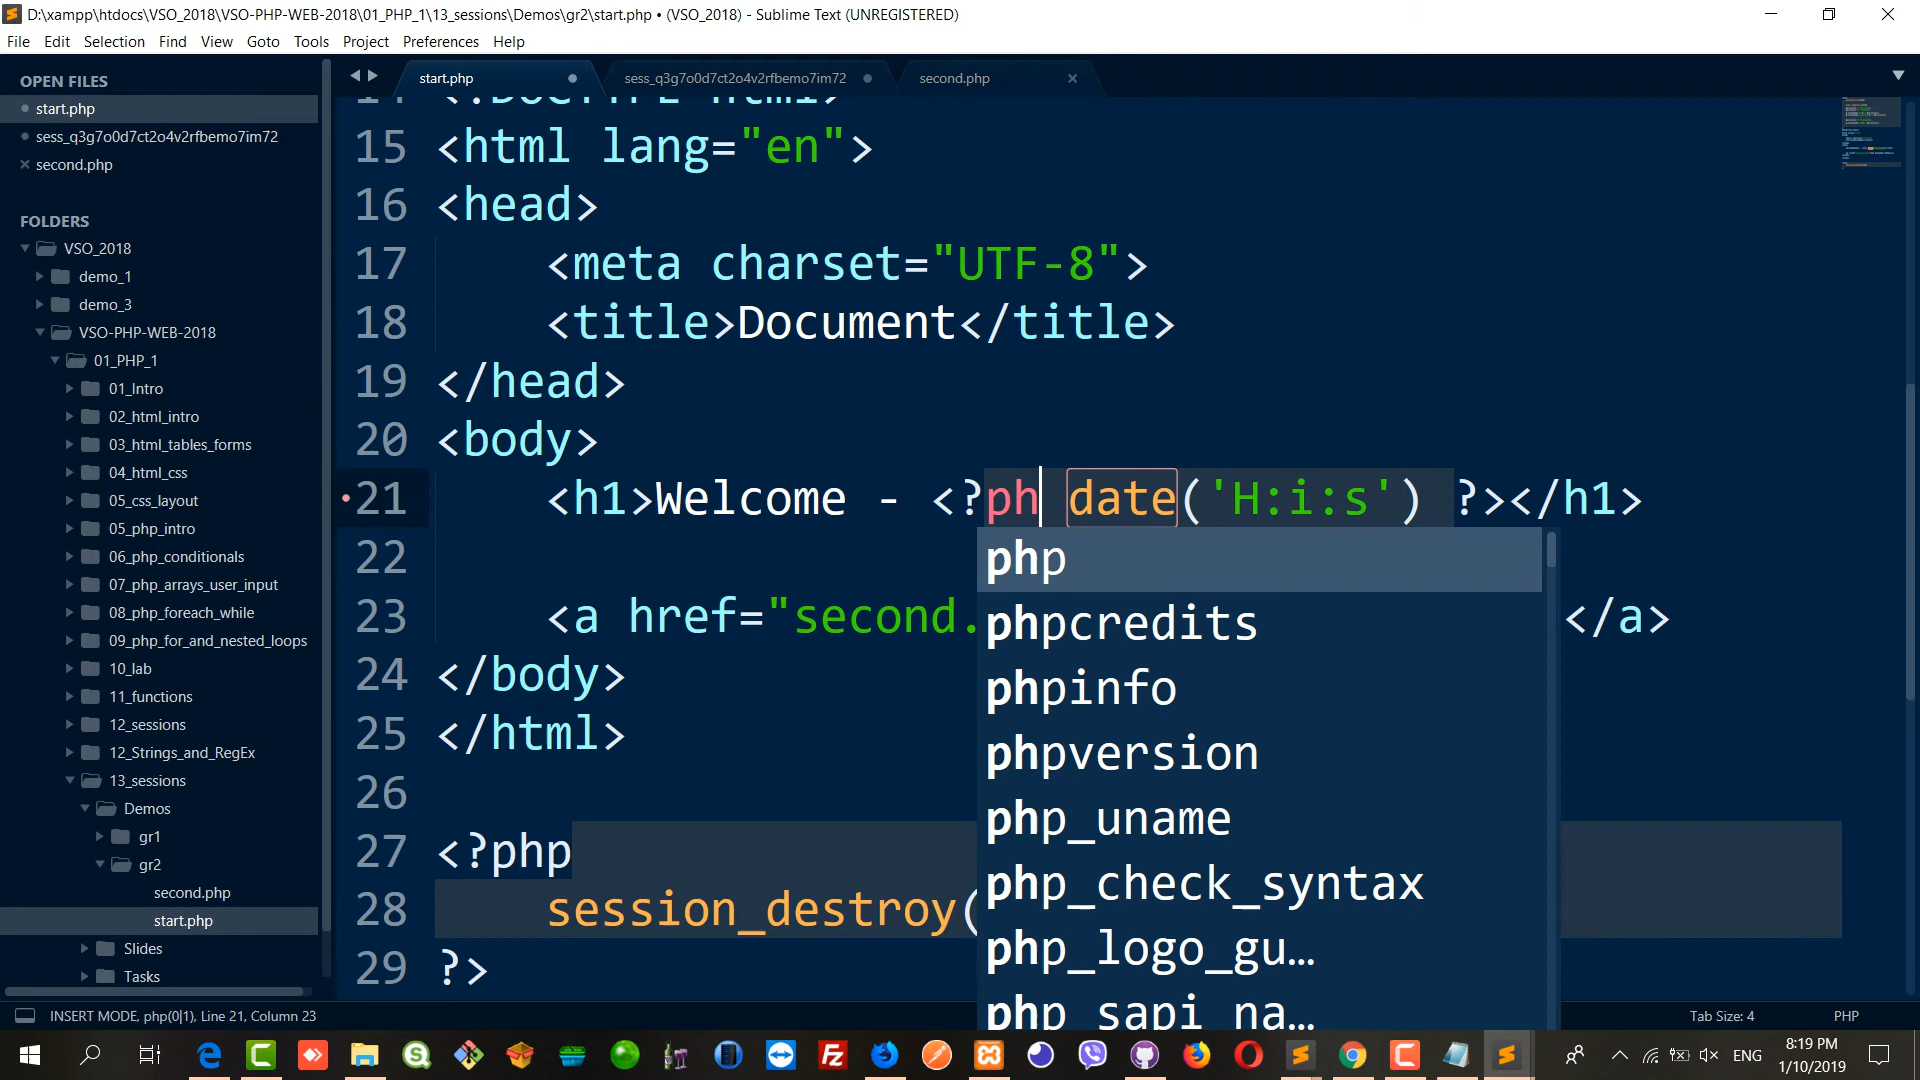 D:\xampp\htdocs\VSO_2018\VSO-PHP-WEB-2018\01_PHP_1\13_sessions\Demos\gr2\start.php • (VSO_2018) - Sublime Text (UNREGISTERED)
File Edit Selection Find View Goto Tools Project Preferences Help
OPEN FILES
start.php
sess_q3g7o0d7ct2o4v2rfbemo7im72
second.php
FOLDERS
VSO_2018
demo_1
demo_3
VSO-PHP-WEB-2018
01_PHP_1
01_Intro
02_html_intro
03_html_tables_forms
04_html_css
05_css_layout
05_php_intro
06_php_conditionals
07_php_arrays_user_input
08_php_foreach_while
09_php_for_and_nested_loops
10_lab
11_functions
12_sessions
12_Strings_and_RegEx
13_sessions
Demos
gr1
gr2
second.php
start.php
Slides
Tasks
start.php sess_q3g7o0d7ct2o4v2rfbemo7im72 second.php
14 <!DOCTYPE html>
15 <html lang="en">
16 <head>
17 <meta charset="UTF-8">
18 <title>Document</title>
19 </head>
20 <body>
21 <h1>Welcome - <?ph date('H:i:s') ?></h1>
22
23 <a href="second. </a>
24 </body>
25 </html>
26
27 <?php
28 session_destroy(
29 ?>
php
phpcredits
phpinfo
phpversion
php_uname
php_check_syntax
php_logo_gu…
php_sapi_na…
INSERT MODE, php(0|1), Line 21, Column 23
Tab Size: 4 PHP
ENG
8:19 PM
1/10/2019